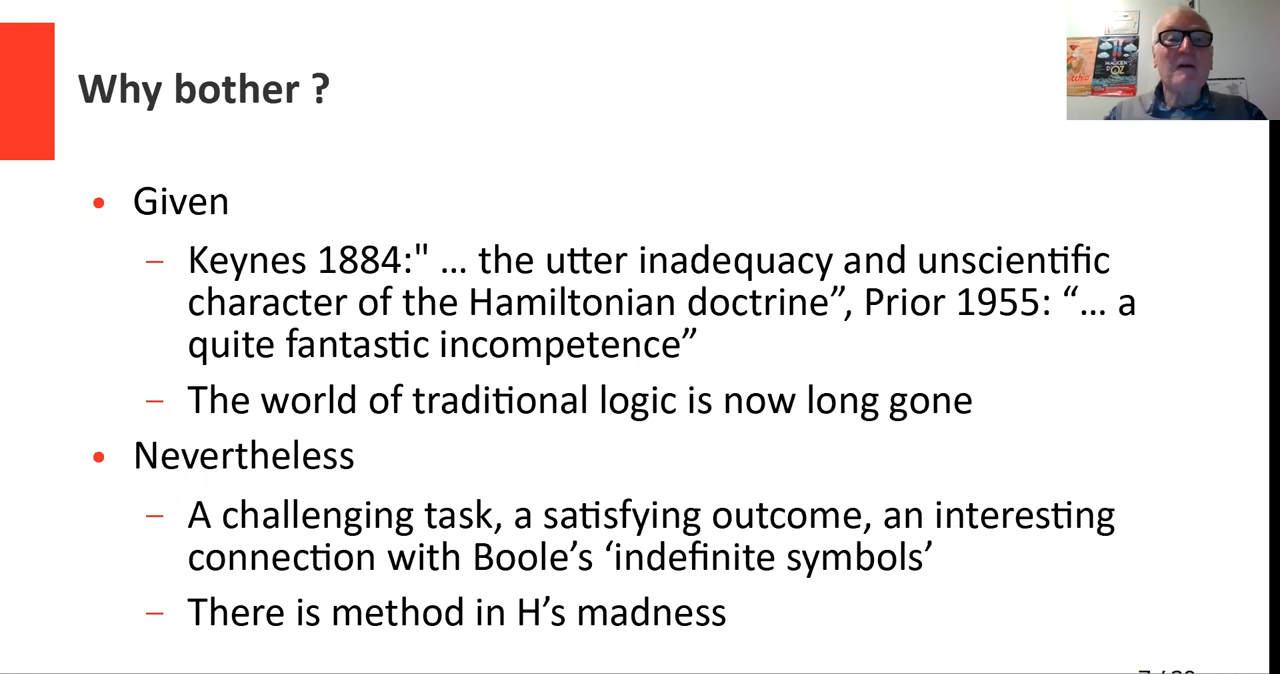 Why bother ?
• Given
– Keynes 1884:" … the utter inadequacy and unscientific
character of the Hamiltonian doctrine”, Prior 1955: “… a
quite fantastic incompetence”
– The world of traditional logic is now long gone
• Nevertheless
– A challenging task, a satisfying outcome, an interesting
connection with Boole’s ‘indefinite symbols’
– There is method in H’s madness
MAGICIEN
OZ